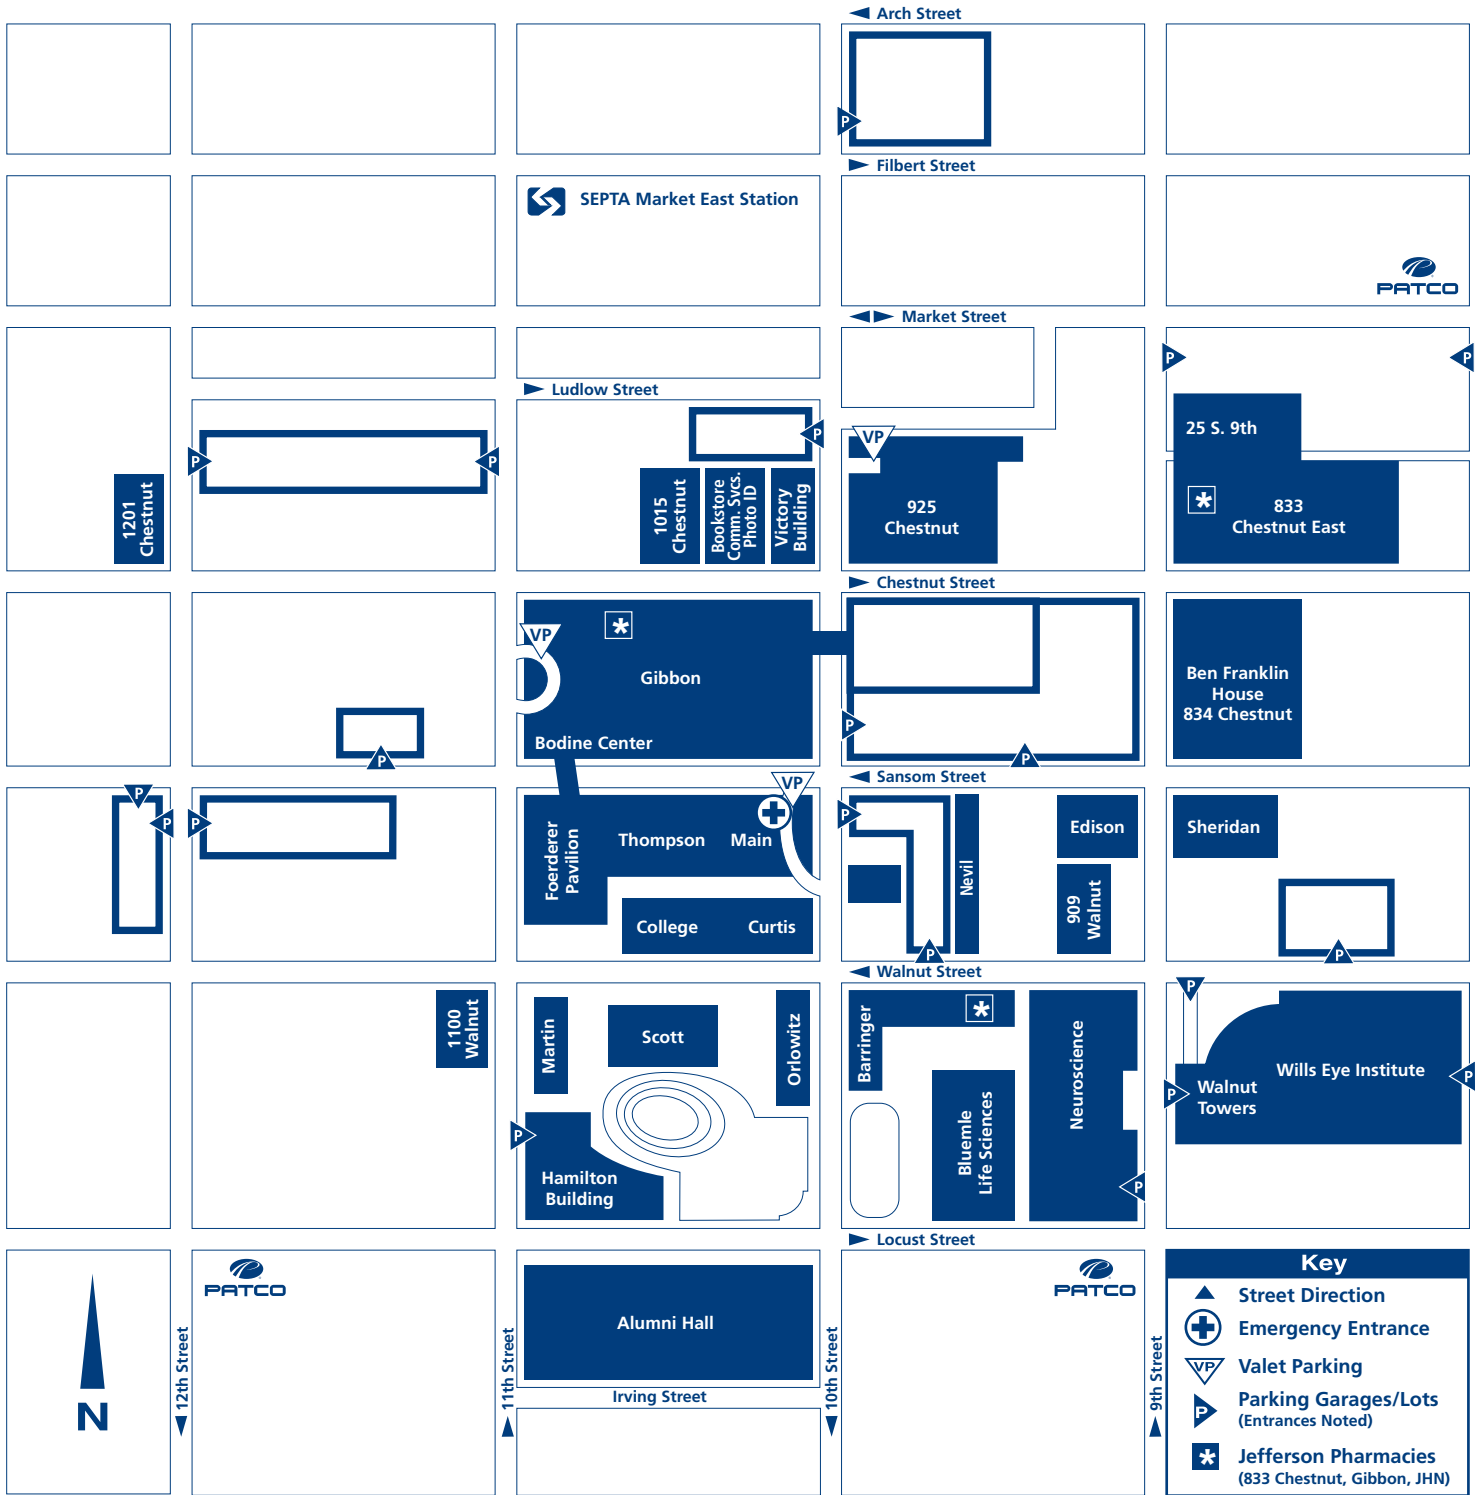 Arch Street
P
Filbert Street
SEPTA Market East Station
PATCO
Market Street
P
P
Ludlow Street
25 S. 9th
VP
P
P
P
1201
Chestnut
1015
Chestnut
Bookstore
Comm. Svcs.
Photo ID
Victory
Building
925
Chestnut
*
833
Chestnut East
Chestnut Street
*
VP
Gibbon
Ben Franklin
House
834 Chestnut
P
Bodine Center
P
P
Sansom Street
VP
P
P
P
P
Foerderer
Pavilion
Thompson
Main
Nevil
Edison
Sheridan
909
Walnut
College
Curtis
P
P
Walnut Street
P
1100
Walnut
Martin
Scott
Orlowitz
Barringer
*
Neuroscience
Wills Eye Institute
P
P
Walnut
Towers
P
Bluemle
Life Sciences
Hamilton
Building
P
Locust Street
PATCO
PATCO
Key
Street Direction
Emergency Entrance
VP
Valet Parking
P
Parking Garages/Lots
(Entrances Noted)
*
Jefferson Pharmacies
(833 Chestnut, Gibbon, JHN)
Alumni Hall
N
12th Street
11th Street
10th Street
9th Street
Irving Street